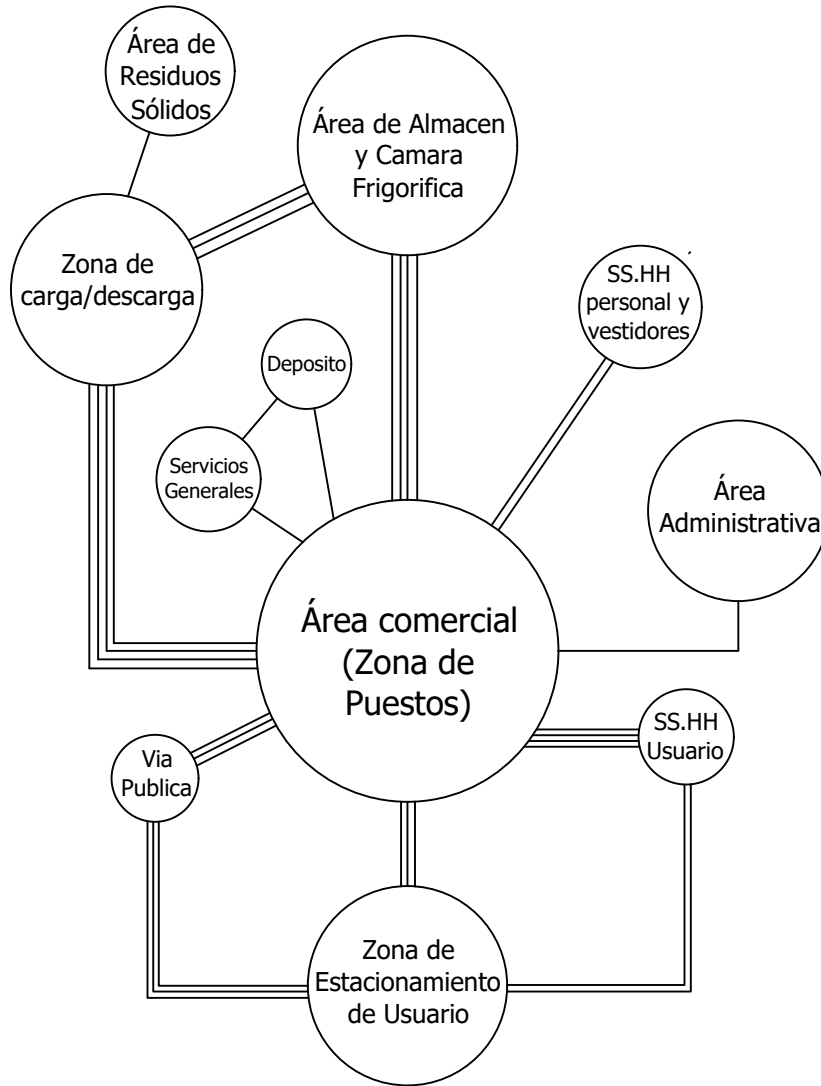 Área de
Residuos
Sólidos
Área de Almacen
y Camara
Frigorifica
Zona de
carga/descarga
SS.HH
personal y
vestidores
Deposito
Servicios
Generales
Área
Administrativa
Área comercial
(Zona de
Puestos)
SS.HH
Usuario
Via
Publica
Zona de
Estacionamiento
de Usuario